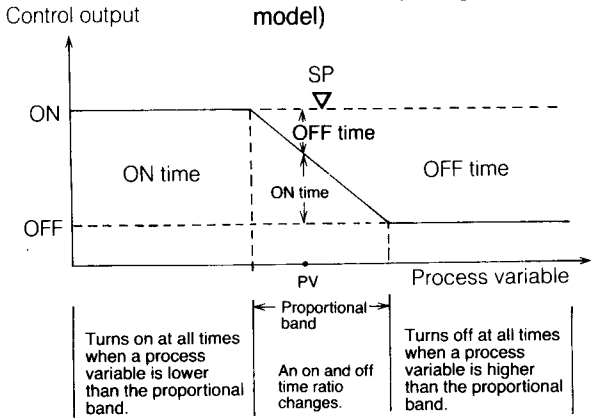 Control output
model)
SP
ON
OFF time
ON time
OFF time
ON time
OFF
PV
Process variable
Proportional
band
Turns on at all times
when a process
variable is lower
than the proportional
band.
An on and off
time ratio
changes.
Turns off at all times
when a process
variable is higher
than the proportional
band.